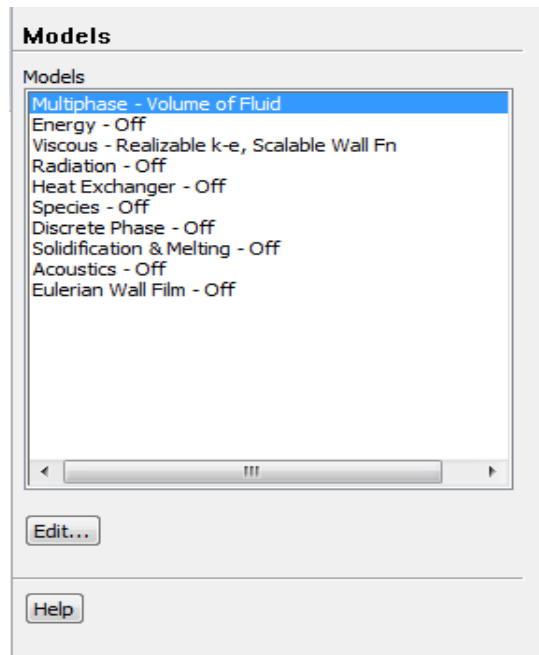 Models
Models
Multiphase - Volume of Fluid
Energy - Off
Viscous - Realizable k-e, Scalable Wall Fn
Radiation - Off
Heat Exchanger - Off
Species - Off
Discrete Phase - Off
Solidification & Melting - Off
Acoustics - Off
Eulerian Wall Film - Off
Edit...
Help